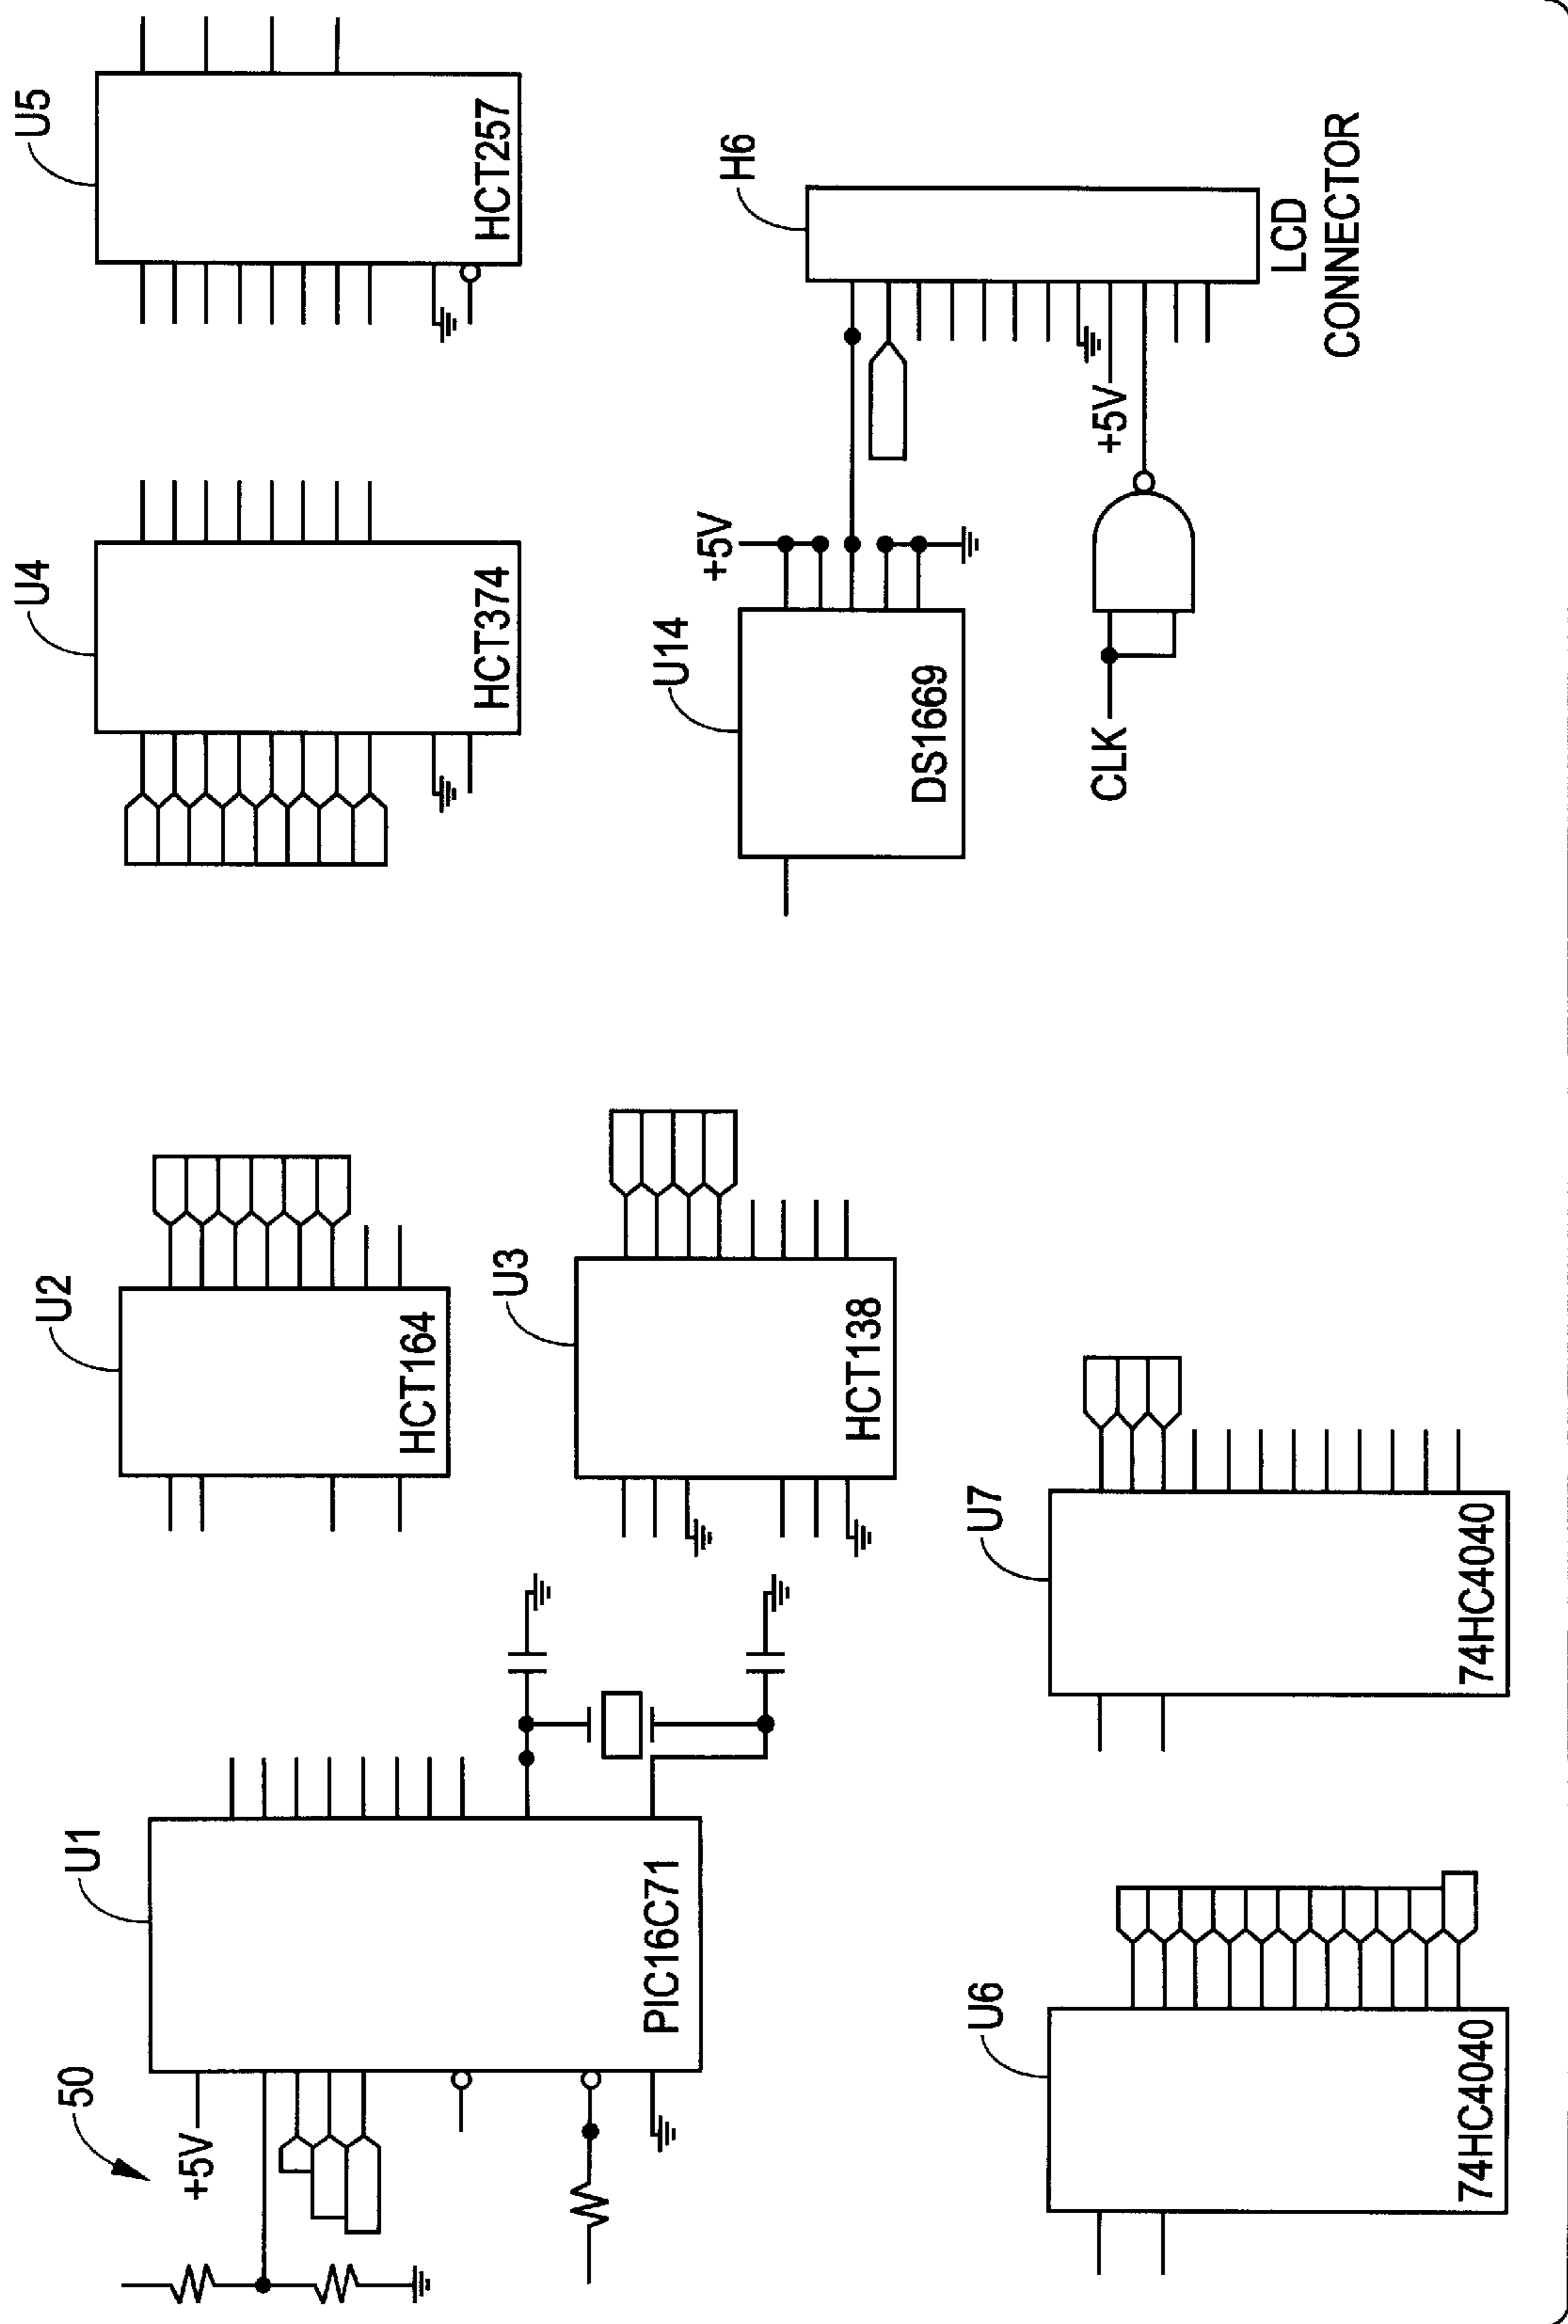 50
U1
+5V
PIC16C71
U2
HCT164
U3
HCT138
U4
HCT374
U5
HCT257
U6
74HC4040
U7
74HC4040
U14
+5V
DS1669
H6
+5V
CLK
LCD
CONNECTOR